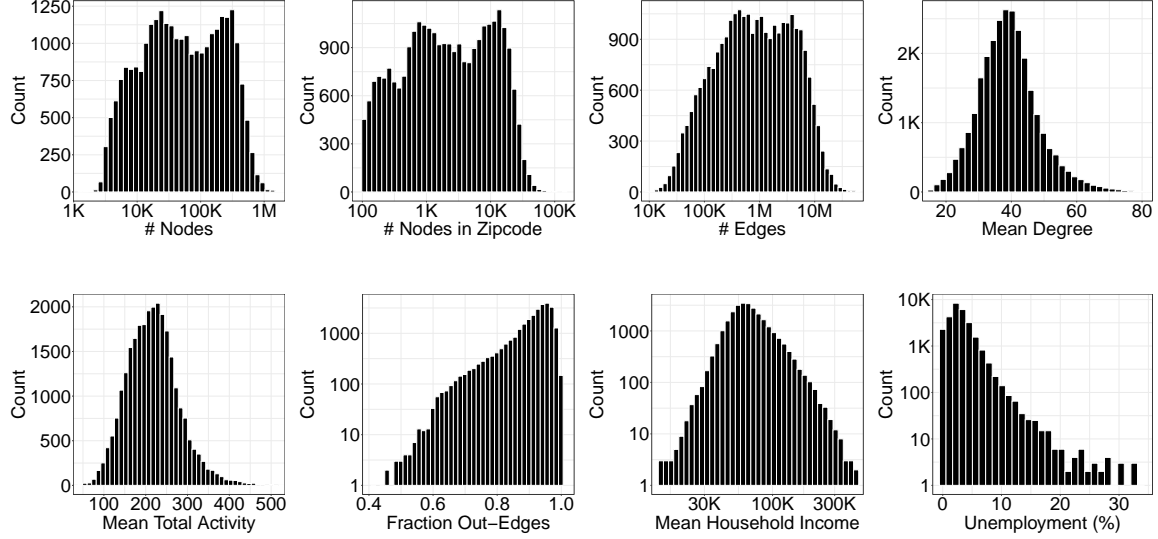 Count
1250
1000
750
500
250
0
1K 10K 100K 1M
# Nodes
Count
900
600
300
0
100 1K 10K 100K
# Nodes in Zipcode
Count
900
600
300
0
10K 100K 1M 10M
# Edges
Count
2K
1K
0
20 40 60 80
Mean Degree
Count
2000
1500
1000
500
0
100 200 300 400 500
Mean Total Activity
Count
1000
100
10
1
0.4 0.6 0.8 1.0
Fraction Out−Edges
Count
1000
100
10
1
30K 100K 300K
Mean Household Income
Count
10K
1K
100
10
1
0 10 20 30
Unemployment (%)